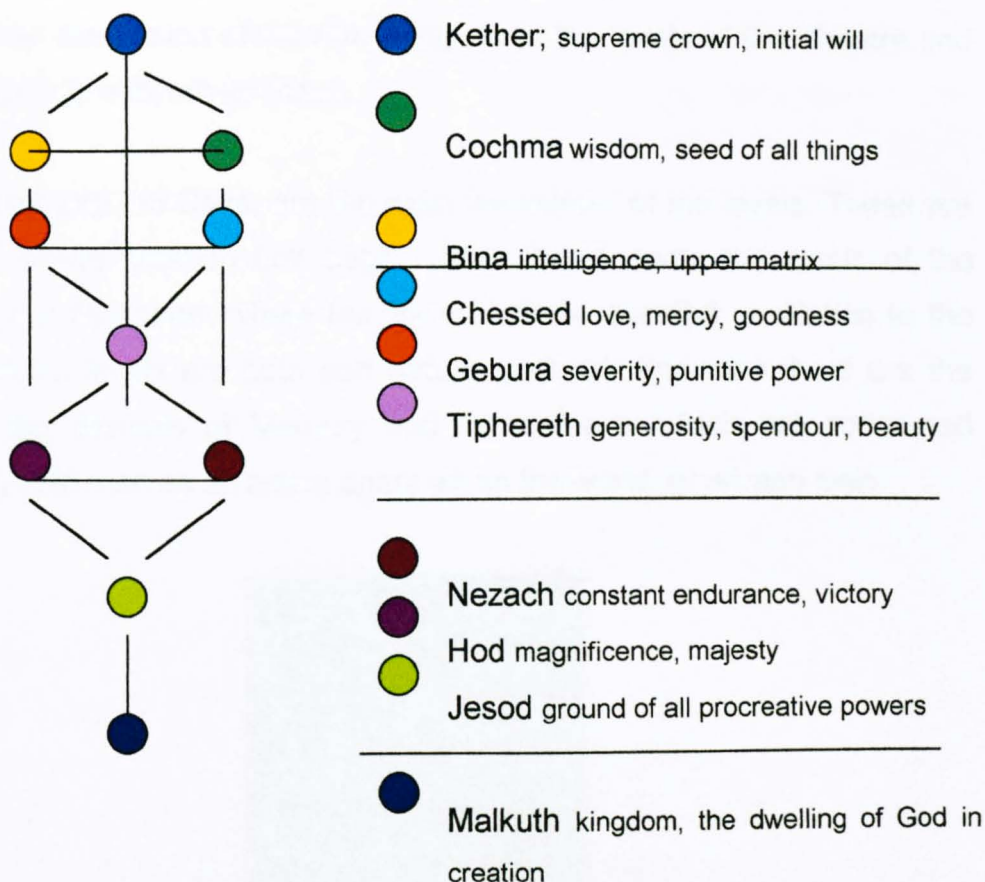 Kether; supreme crown, initial will
Cochma wisdom, seed of all things
Bina intelligence, upper matrix
Chessed love, mercy, goodness
Gebura severity, punitive power
Tiphereth generosity, spendour, beauty
Nezach constant endurance, victory
Hod magnificence, majesty
Jesod ground of all procreative powers
Malkuth kingdom, the dwelling of God in
creation